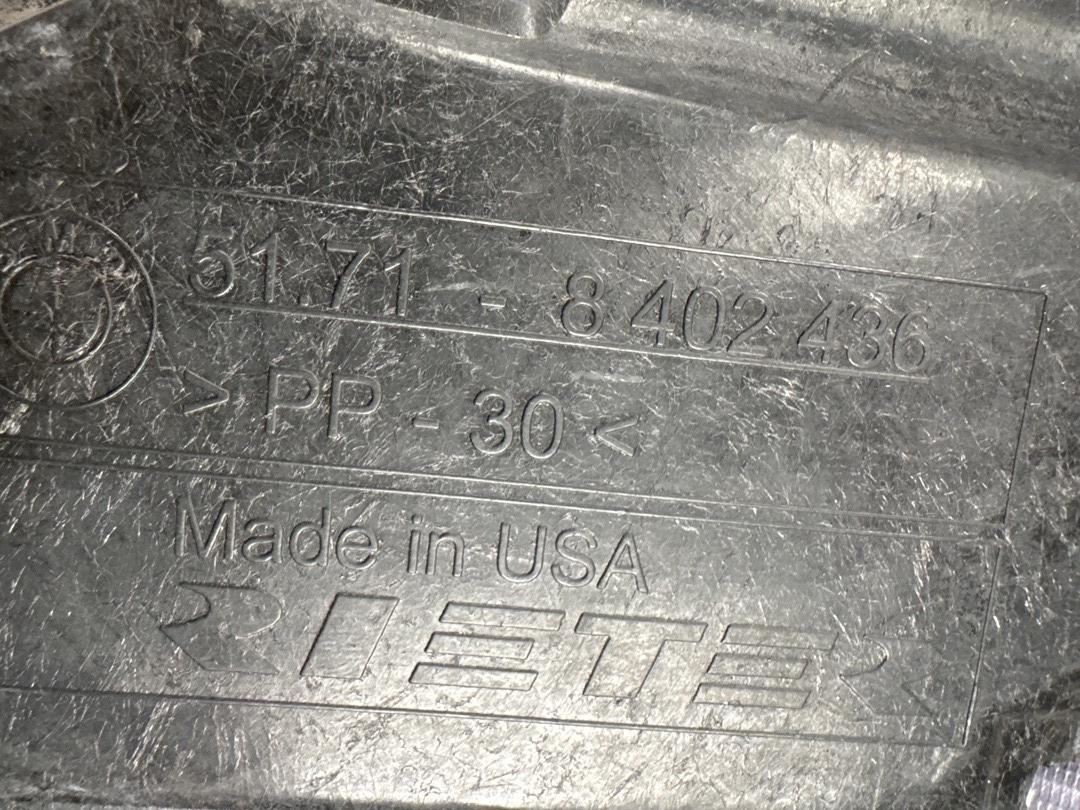 51.71 - 8 402 436
> PP - 30 <
Made in USA
RIETER